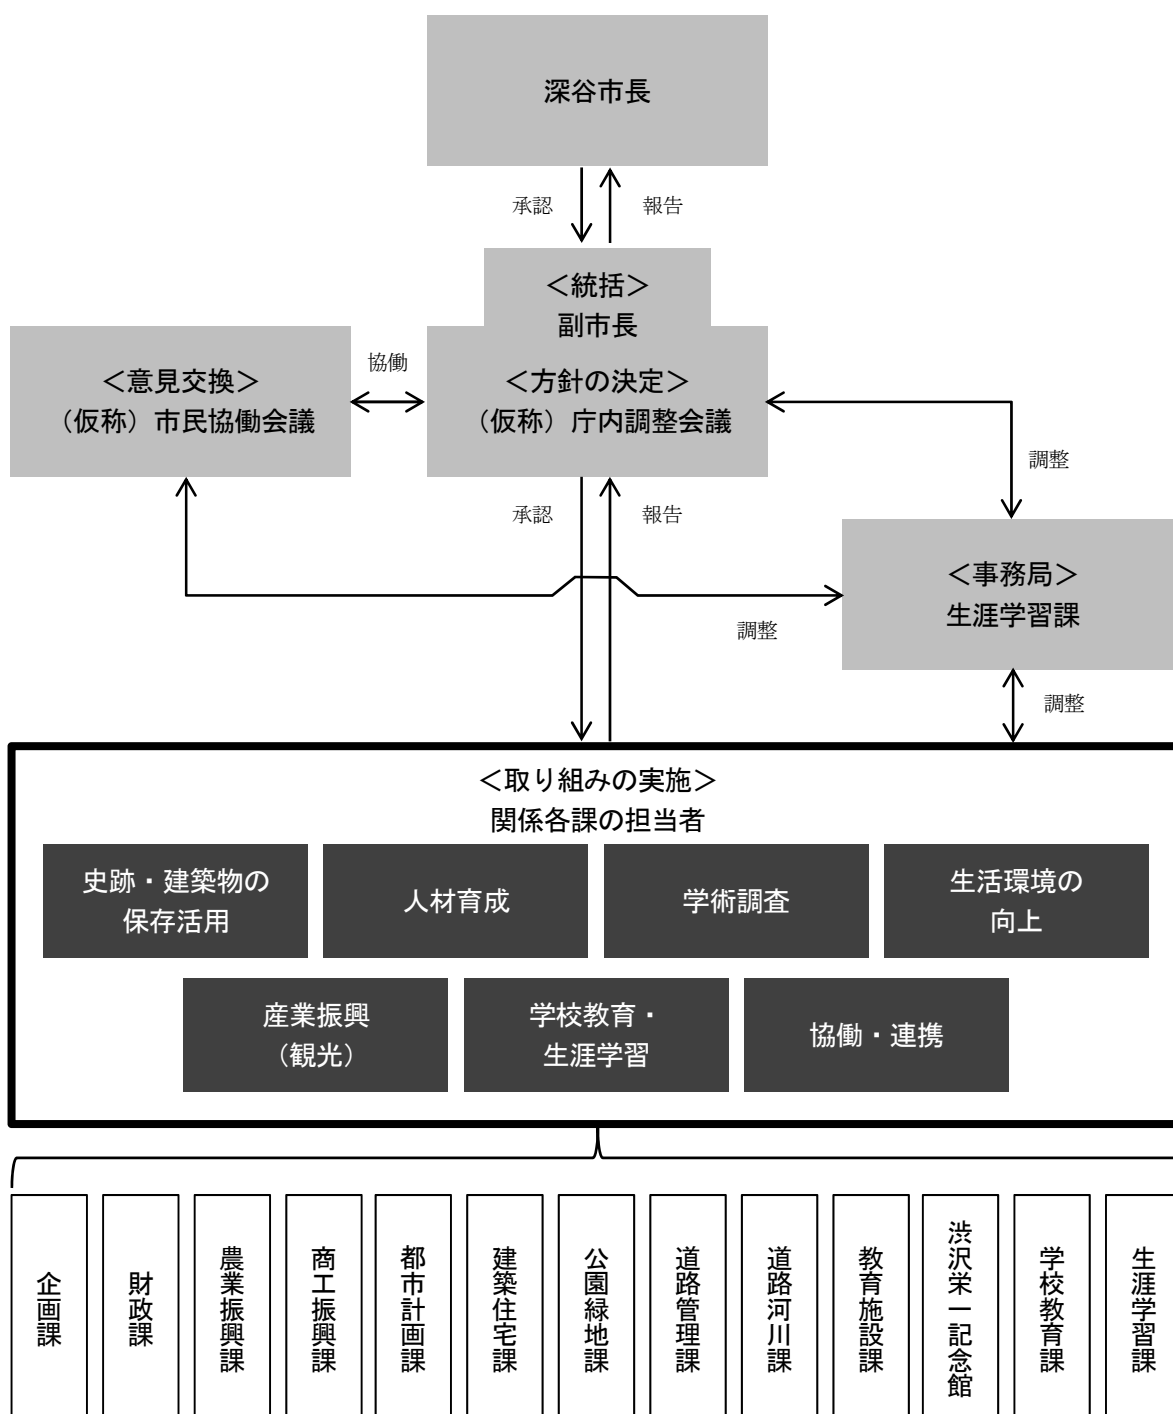 深谷市長
承認
報告
＜統括＞
副市長
＜意見交換＞
（仮称）市民協働会議
協働
＜方針の決定＞
（仮称）庁内調整会議
調整
承認
報告
＜事務局＞
生涯学習課
調整
調整
＜取り組みの実施＞
関係各課の担当者
史跡・建築物の
保存活用
人材育成
学術調査
生活環境の
向上
産業振興
（観光）
学校教育・
生涯学習
協働・連携
企画課
財政課
農業振興課
商工振興課
都市計画課
建築住宅課
公園緑地課
道路管理課
道路河川課
教育施設課
渋沢栄一記念館
学校教育課
生涯学習課